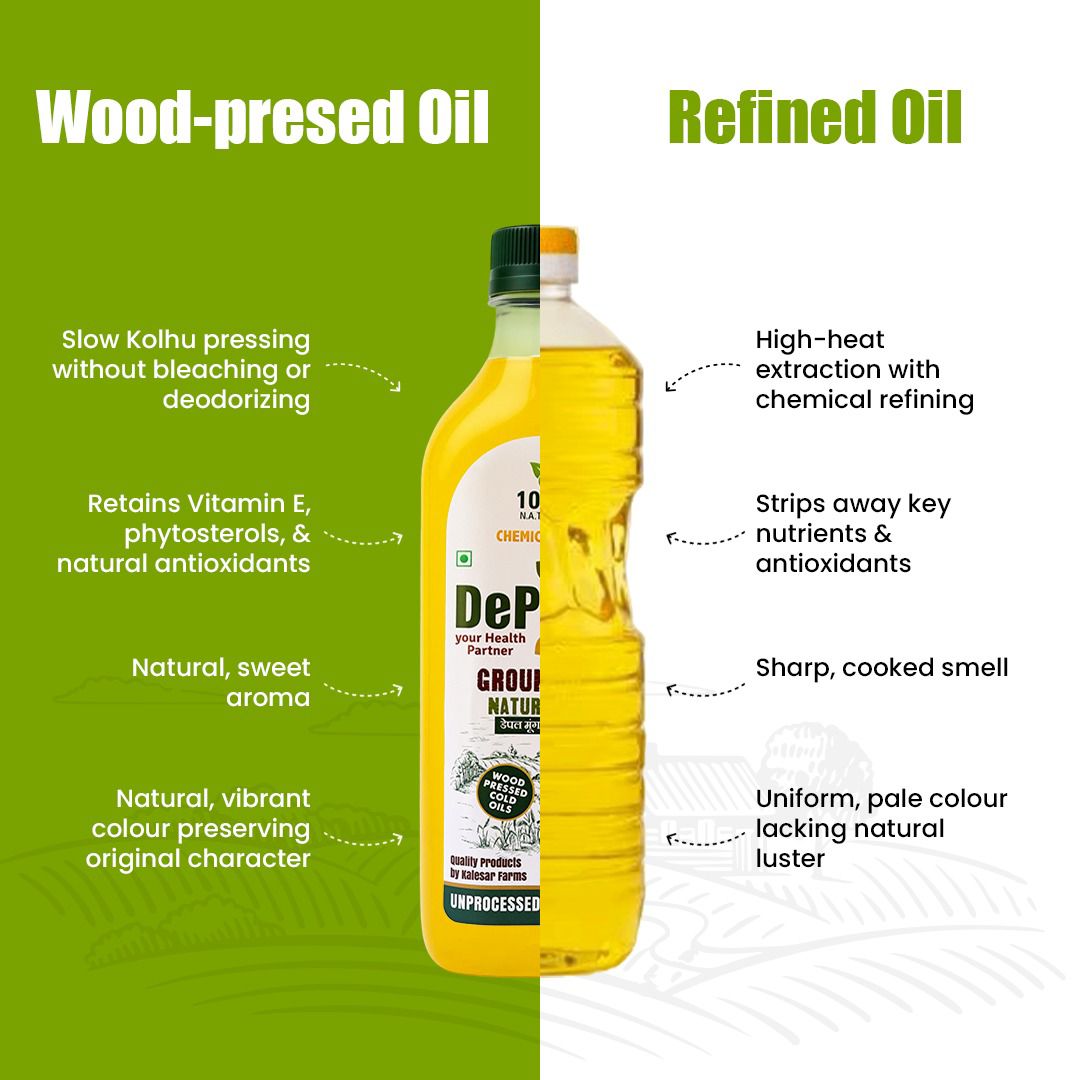 Wood-presed Oil
Refined Oil
Slow Kolhu pressing
without bleaching or
deodorizing
Retains Vitamin E,
phytosterols, &
natural antioxidants
Natural, sweet
aroma
Natural, vibrant
colour preserving
original character
10
N.A.T
CHEMIC
DeP
your Health
Partner
GROU
NATUR
डेपल मूंग
WOOD
PRESSED
COLD
OILS
Quality Products
by Kalesar Farms
UNPROCESSED
High-heat
extraction with
chemical refining
Strips away key
nutrients &
antioxidants
Sharp, cooked smell
Uniform, pale colour
lacking natural
luster